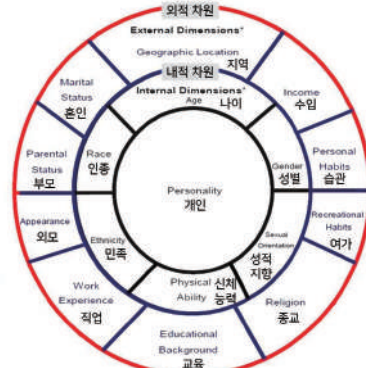 외적 차원
External Dimensions*
Geographic Location
지역
내적 차원
Internal Dimensions*
Age
나이
Marital
Status
혼인
Income
수입
Parental
Status
부모
Race
인종
Gender
성별
Personal
Habits
습관
Personality
개인
Appearance
외모
Ethnicity
민족
Sexual
Orientation
성적
지향
Recreational
Habits
여가
Physical
Ability
신체
능력
Work
Experience
직업
Religion
종교
Educational
Background
교육